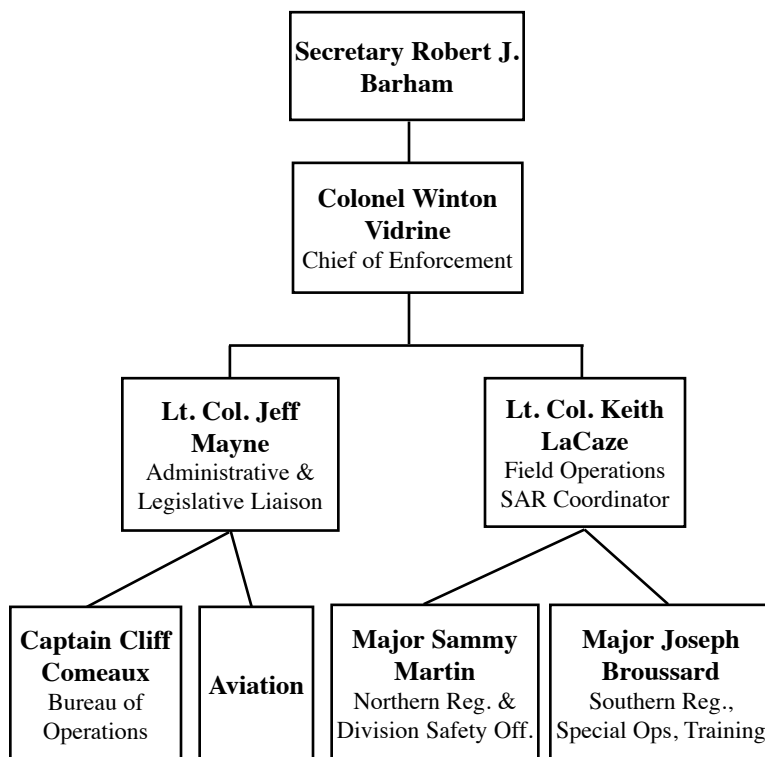 Secretary Robert J.
Barham
Colonel Winton
Vidrine
Chief of Enforcement
Lt. Col. Jeff
Mayne
Administrative &
Legislative Liaison
Lt. Col. Keith
LaCaze
Field Operations
SAR Coordinator
Captain Cliff
Comeaux
Bureau of
Operations
Aviation
Major Sammy
Martin
Northern Reg. &
Division Safety Off.
Major Joseph
Broussard
Southern Reg.,
Special Ops, Training